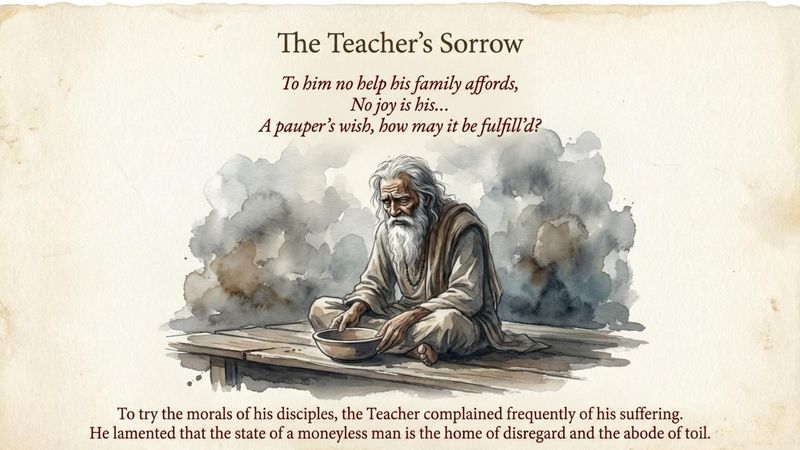 The Teacher's Sorrow
To him no help his family affords,
No joy is his...
A pauper's wish, how may it be fulfill'd?
To try the morals of his disciples, the Teacher complained frequently of his suffering.
He lamented that the state of a moneyless man is the home of disregard and the abode of toil.